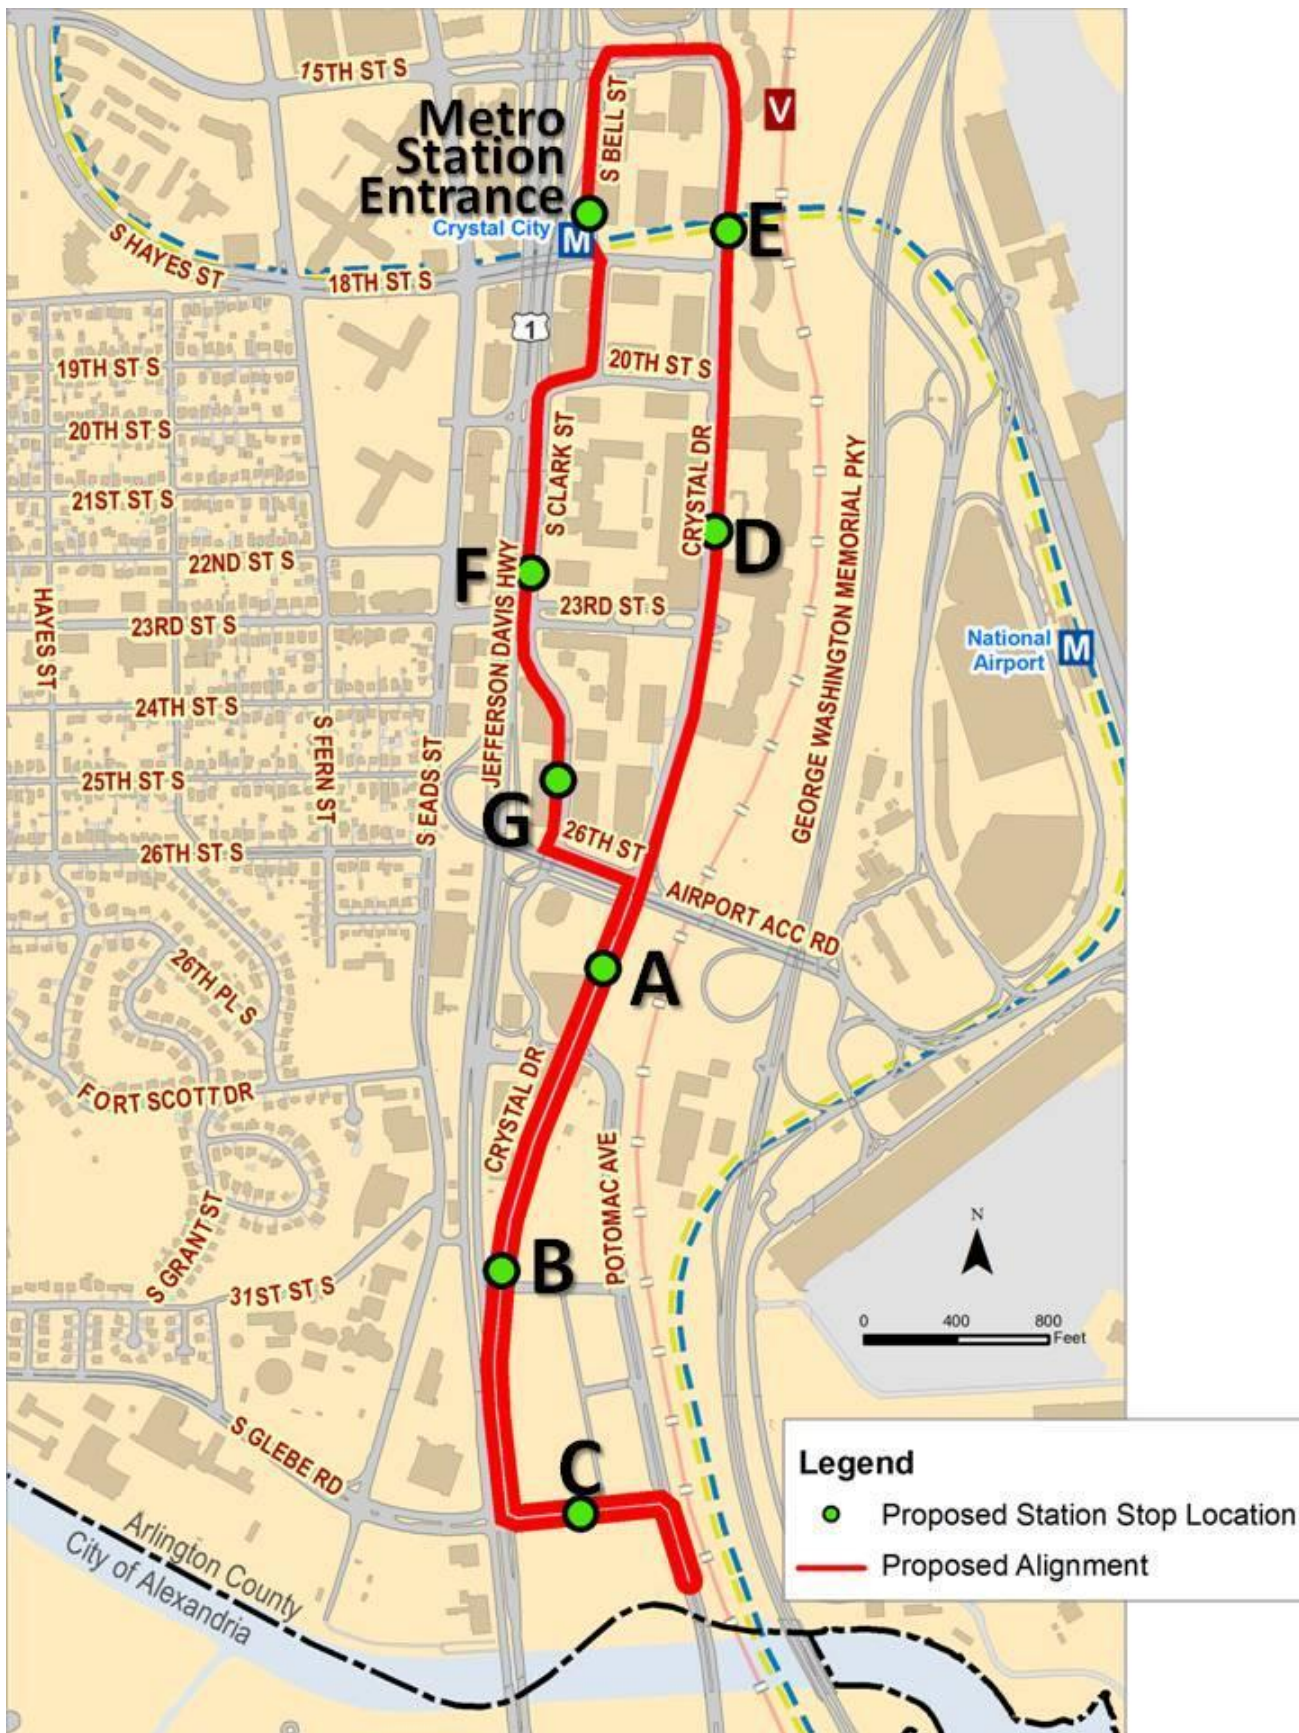 15TH ST S
Metro
Station
Entrance
S BELL ST
V
Crystal City
M
E
S HAYES ST
18TH ST S
1
19TH ST S
20TH ST S
20TH ST S
S CLARK ST
CRYSTAL DR
21ST ST S
D
22ND ST S
F
JEFFERSON DAVIS HWY
GEORGE WASHINGTON MEMORIAL PKY
HAYES ST
23RD ST S
23RD ST S
National
Airport
M
24TH ST S
S FERN ST
S EADS ST
25TH ST S
G
26TH ST
26TH ST S
AIRPORT ACC RD
26TH PL S
A
FORT SCOTT DR
CRYSTAL DR
POTOMAC AVE
S GRANT ST
31ST ST S
B
N
0 400 800
Feet
S GLEBE RD
C
Legend
Proposed Station Stop Location
Proposed Alignment
Arlington County
City of Alexandria